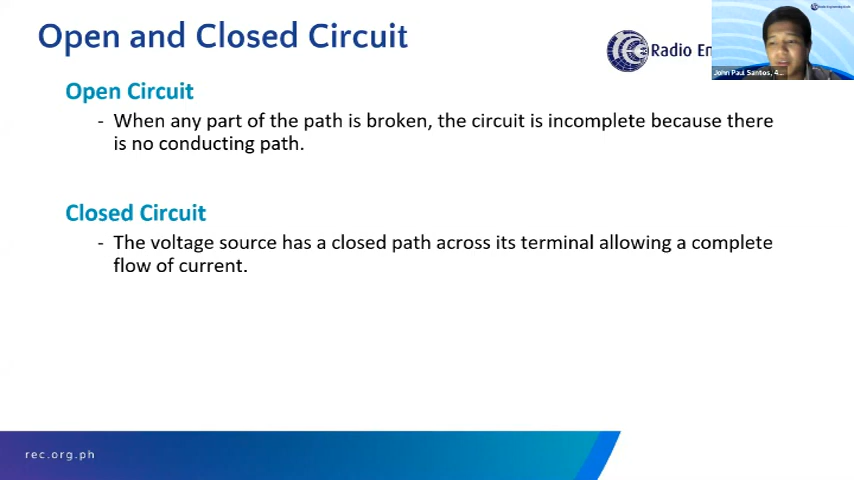 Open and Closed Circuit
Radio En
John Paul Santos, 4...
Open Circuit
- When any part of the path is broken, the circuit is incomplete because there
is no conducting path.
Closed Circuit
- The voltage source has a closed path across its terminal allowing a complete
flow of current.
rec.org.ph